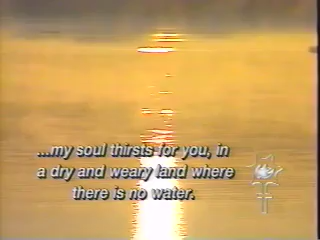 ...my soul thirsts for you, in
a dry and weary land where
there is no water.